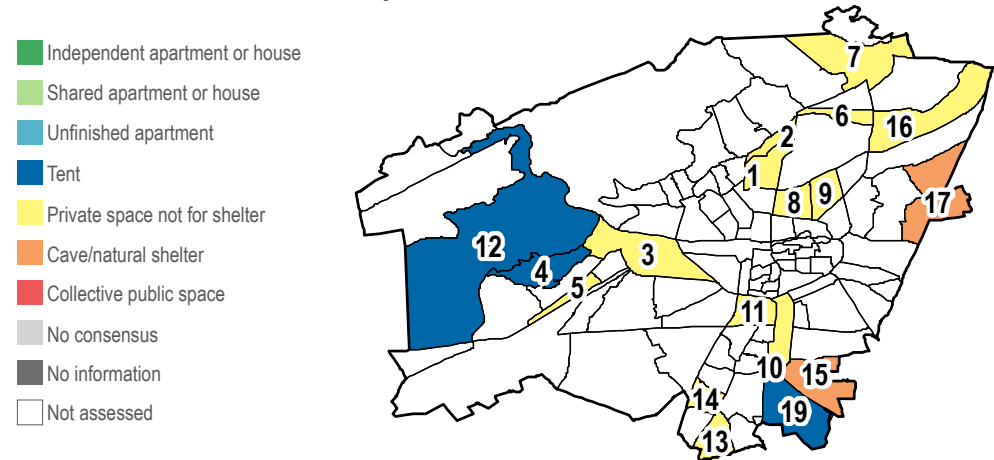 Independent apartment or house
Shared apartment or house
Unfinished apartment
Tent
Private space not for shelter
Cave/natural shelter
Collective public space
No consensus
No information
Not assessed
7
6
2
16
1
9
8
17
12
3
4
5
11
10
15
14
19
13